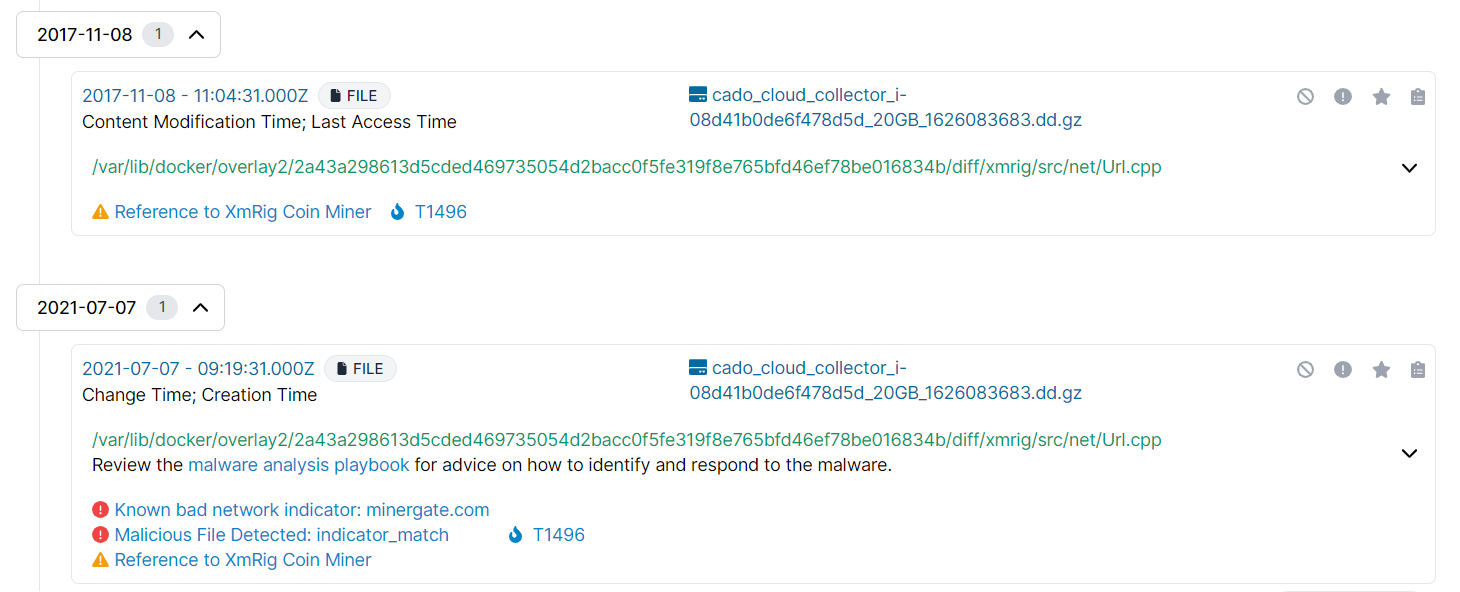 2017-11-08 1
2017-11-08 - 11:04:31.000Z FILE
Content Modification Time; Last Access Time
cado_cloud_collector_i-
08d41b0de6f478d5d_20GB_1626083683.dd.gz
/var/lib/docker/overlay2/2a43a298613d5cded469735054d2bacc0f5fe319f8e765bfd46ef78be016834b/diff/xmrig/src/net/Url.cpp
Reference to XmRig Coin Miner T1496
2021-07-07 1
2021-07-07 - 09:19:31.000Z FILE
Change Time; Creation Time
cado_cloud_collector_i-
08d41b0de6f478d5d_20GB_1626083683.dd.gz
/var/lib/docker/overlay2/2a43a298613d5cded469735054d2bacc0f5fe319f8e765bfd46ef78be016834b/diff/xmrig/src/net/Url.cpp
Review the malware analysis playbook for advice on how to identify and respond to the malware.
Known bad network indicator: minergate.com
Malicious File Detected: indicator_match T1496
Reference to XmRig Coin Miner